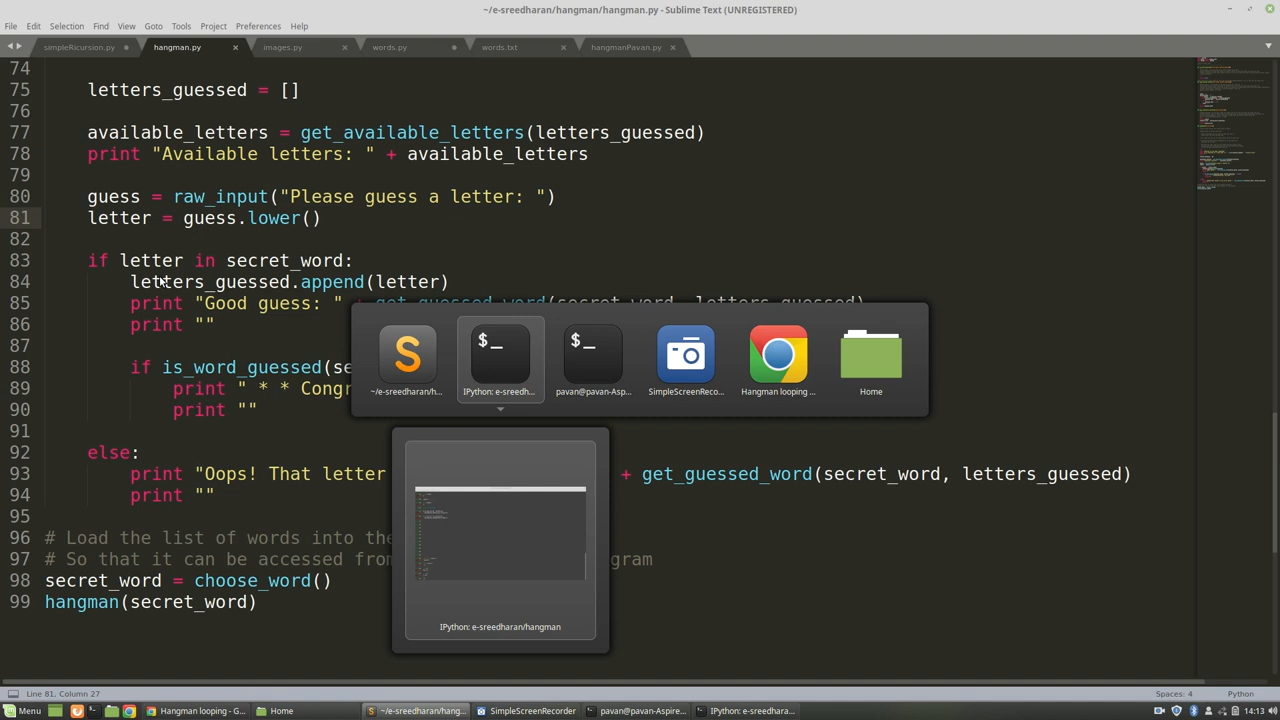 ~/e-sreedharan/hangman/hangman.py - Sublime Text (UNREGISTERED)
File Edit Selection Find View Goto Tools Project Preferences Help
simpleRicursion.py hangman.py images.py words.py words.txt hangmanPavan.py
74
75 letters_guessed = []
76
77 available_letters = get_available_letters(letters_guessed)
78 print "Available letters: " + available_letters
79
80 guess = raw_input("Please guess a letter: ")
81 letter = guess.lower()
82
83 if letter in secret_word:
84 letters_guessed.append(letter)
85 print "Good guess: " + get_guessed_word(secret_word, letters_guessed)
86 print ""
87
88 if is_word_guessed(se
89 print " * * Congr
90 print ""
91
92 else:
93 print "Oops! That letter + get_guessed_word(secret_word, letters_guessed)
94 print ""
95
96 # Load the list of words into the
97 # So that it can be accessed from gram
98 secret_word = choose_word()
99 hangman(secret_word)
$_ $_
~/e-sreedharan/h... IPython: e-sreedh... pavan@pavan-Asp... SimpleScreenReco... Hangman looping ... Home
IPython: e-sreedharan/hangman
Line 81, Column 27 Spaces: 4 Python
Menu Hangman looping - G... Home ~/e-sreedharan/hang... SimpleScreenRecorder pavan@pavan-Aspire... IPython: e-sreedhara... 14:13